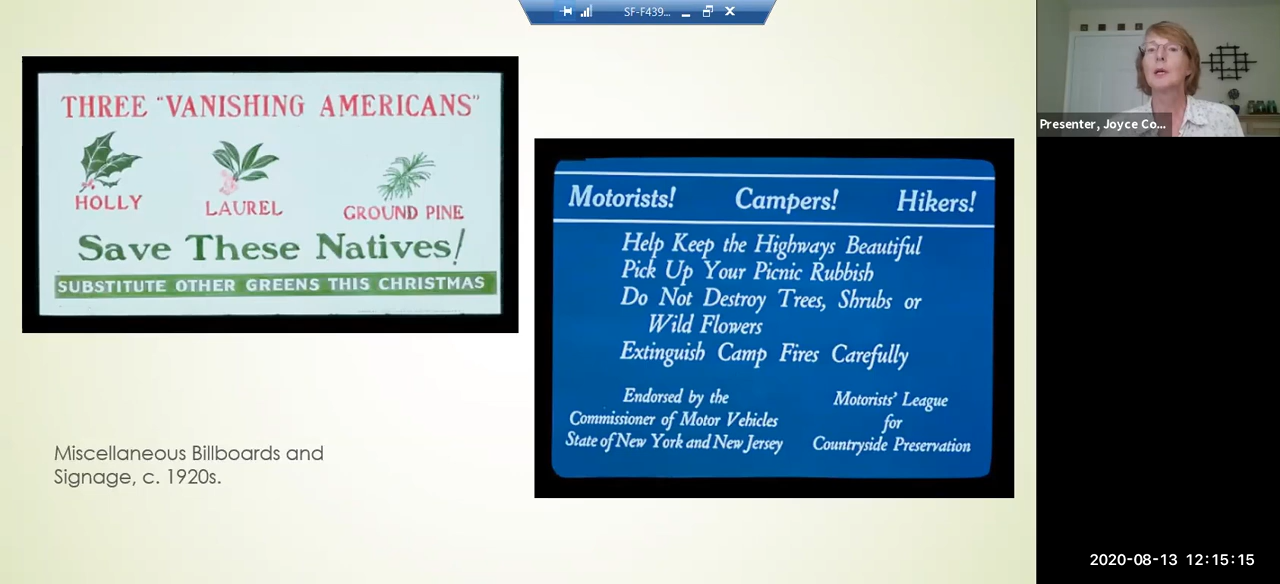 SF-F439...
THREE "VANISHING AMERICANS"
HOLLY
LAUREL
GROUND PINE
Save These Natives!
SUBSTITUTE OTHER GREENS THIS CHRISTMAS
Motorists! Campers! Hikers!
Help Keep the Highways Beautiful
Pick Up Your Picnic Rubbish
Do Not Destroy Trees, Shrubs or
Wild Flowers
Extinguish Camp Fires Carefully
Endorsed by the
Commissioner of Motor Vehicles
State of New York and New Jersey
Motorists' League
for
Countryside Preservation
Miscellaneous Billboards and
Signage, c. 1920s.
Presenter, Joyce Co...
2020-08-13 12:15:15